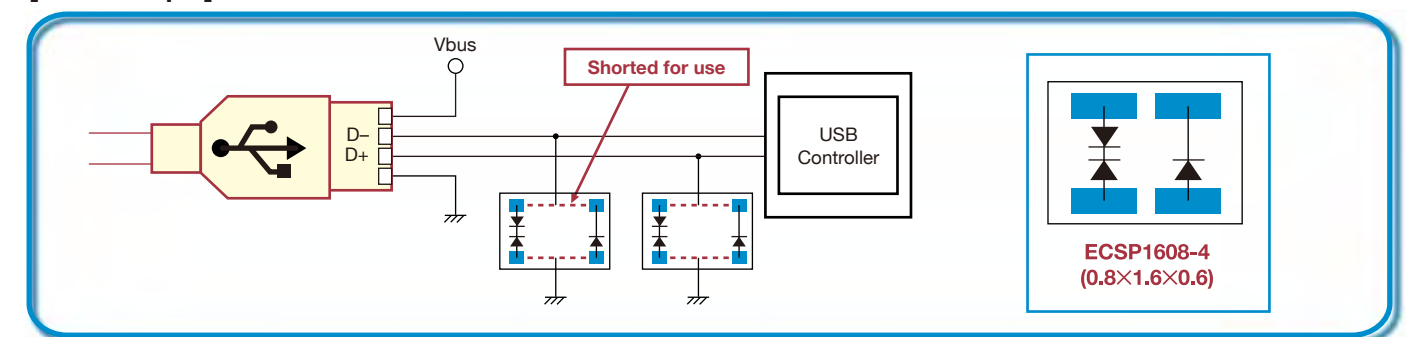 Vbus
Shorted for use
D–
D+
USB
Controller
ECSP1608-4
(0.8×1.6×0.6)